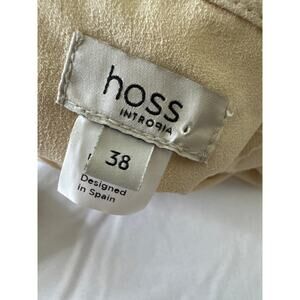 hoss
INTROPIA
38
Designed
in Spain